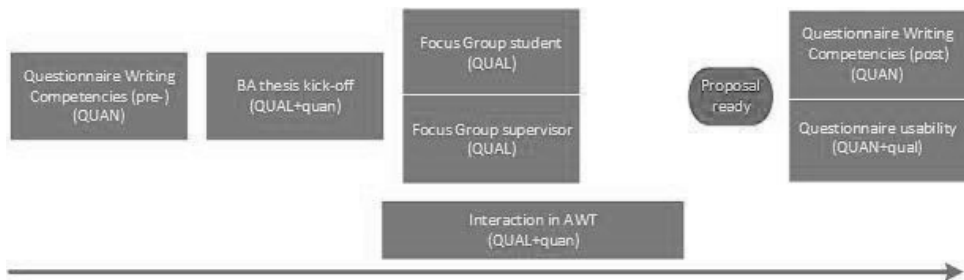 Questionnaire Writing
Competencies (pre-)
(QUAN)
BA thesis kick-off
(QUAL+quan)
Focus Group student
(QUAL)
Focus Group supervisor
(QUAL)
Interaction in AWT
(QUAL+quan)
Proposal
ready
Questionnaire Writing
Competencies (post)
(QUAN)
Questionnaire usability
(QUAN+qual)